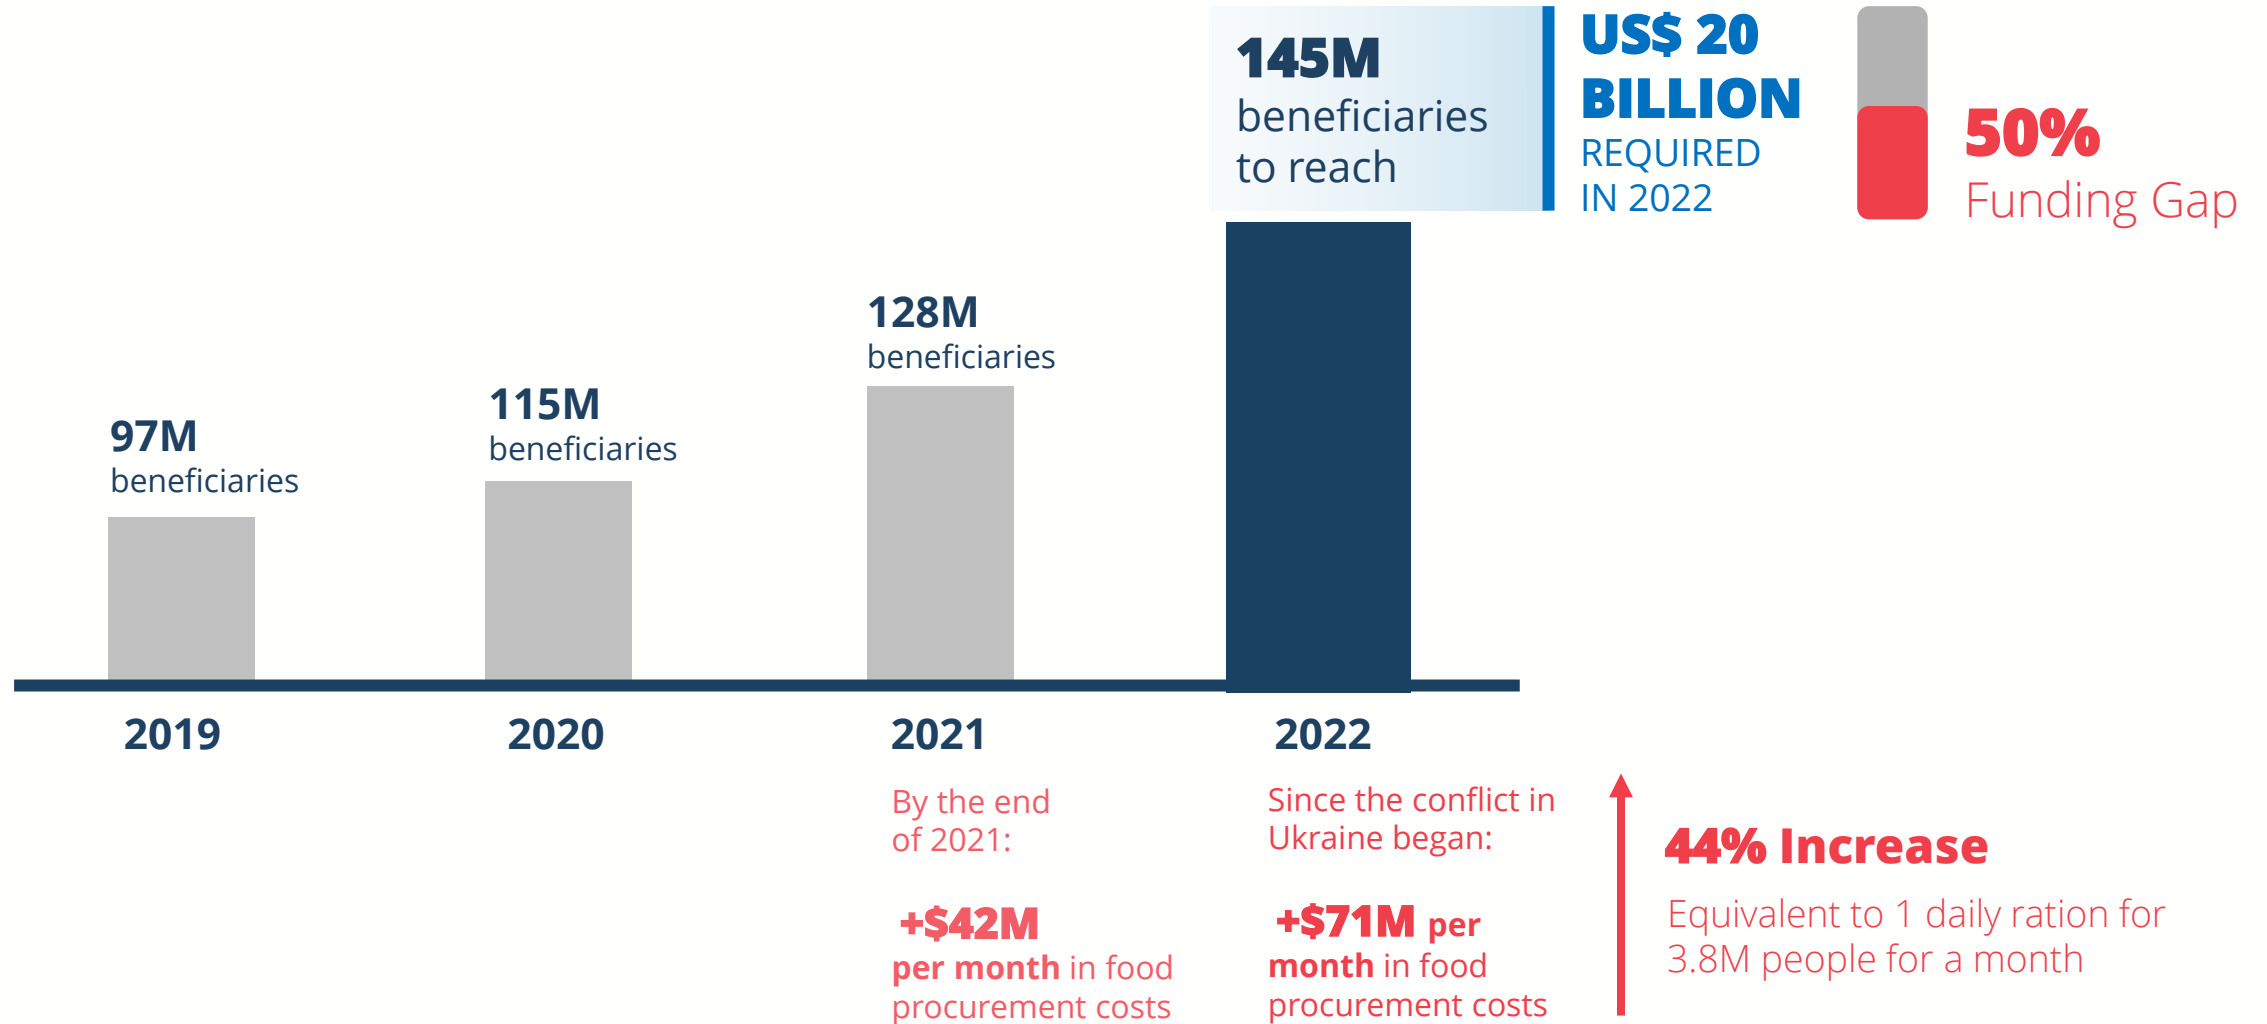 145M
beneficiaries
to reach
US$ 20
BILLION
REQUIRED
IN 2022
50%
Funding Gap
97M
beneficiaries
115M
beneficiaries
128M
beneficiaries
2019
2020
2021
2022
By the end
of 2021:
+$42M
per month in food
procurement costs
Since the conflict in
Ukraine began:
+$71M per
month in food
procurement costs
44% Increase
Equivalent to 1 daily ration for
3.8M people for a month